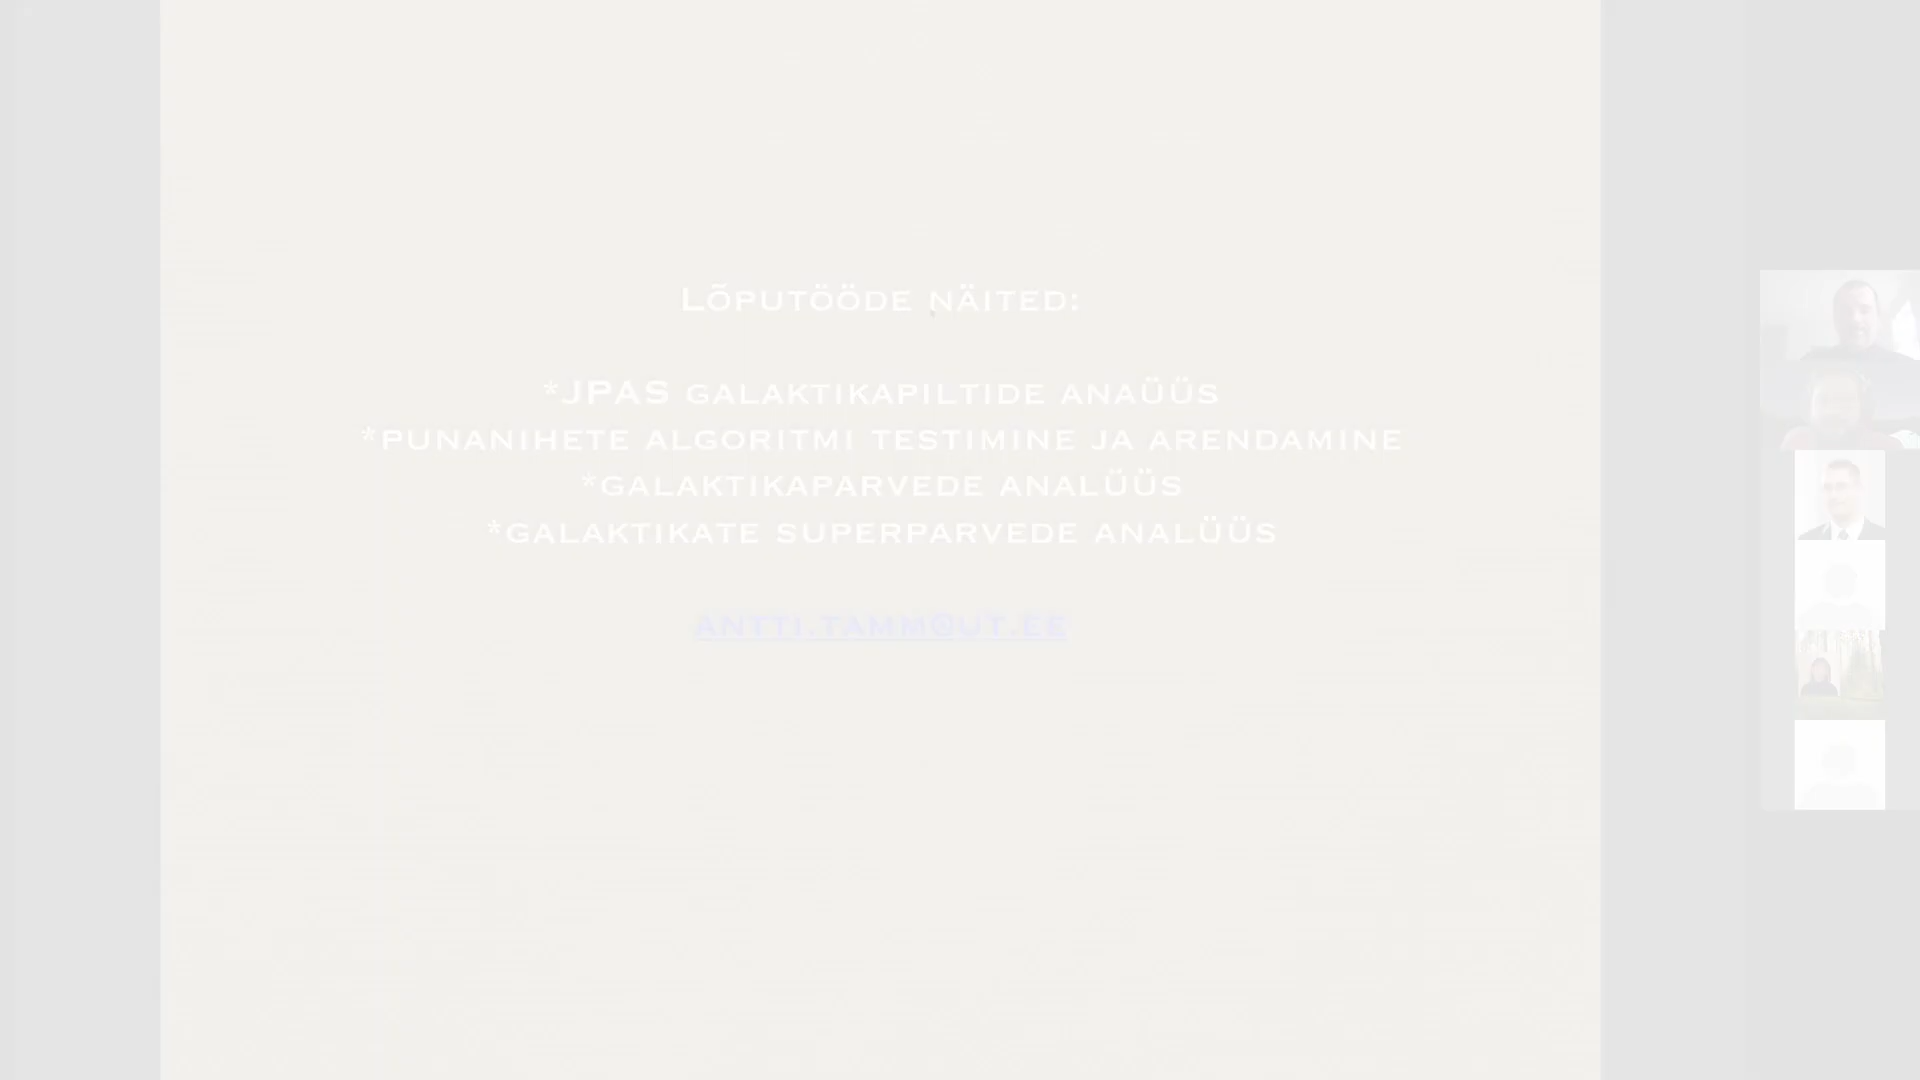 Lõputööde näited:
*JPAS galaktikapiltide anaüüs
*punanihete algoritmi testimine ja arendamine
*galaktikaparvede analüüs
*galaktikate superparvede analüüs
antti.tamm@ut.ee